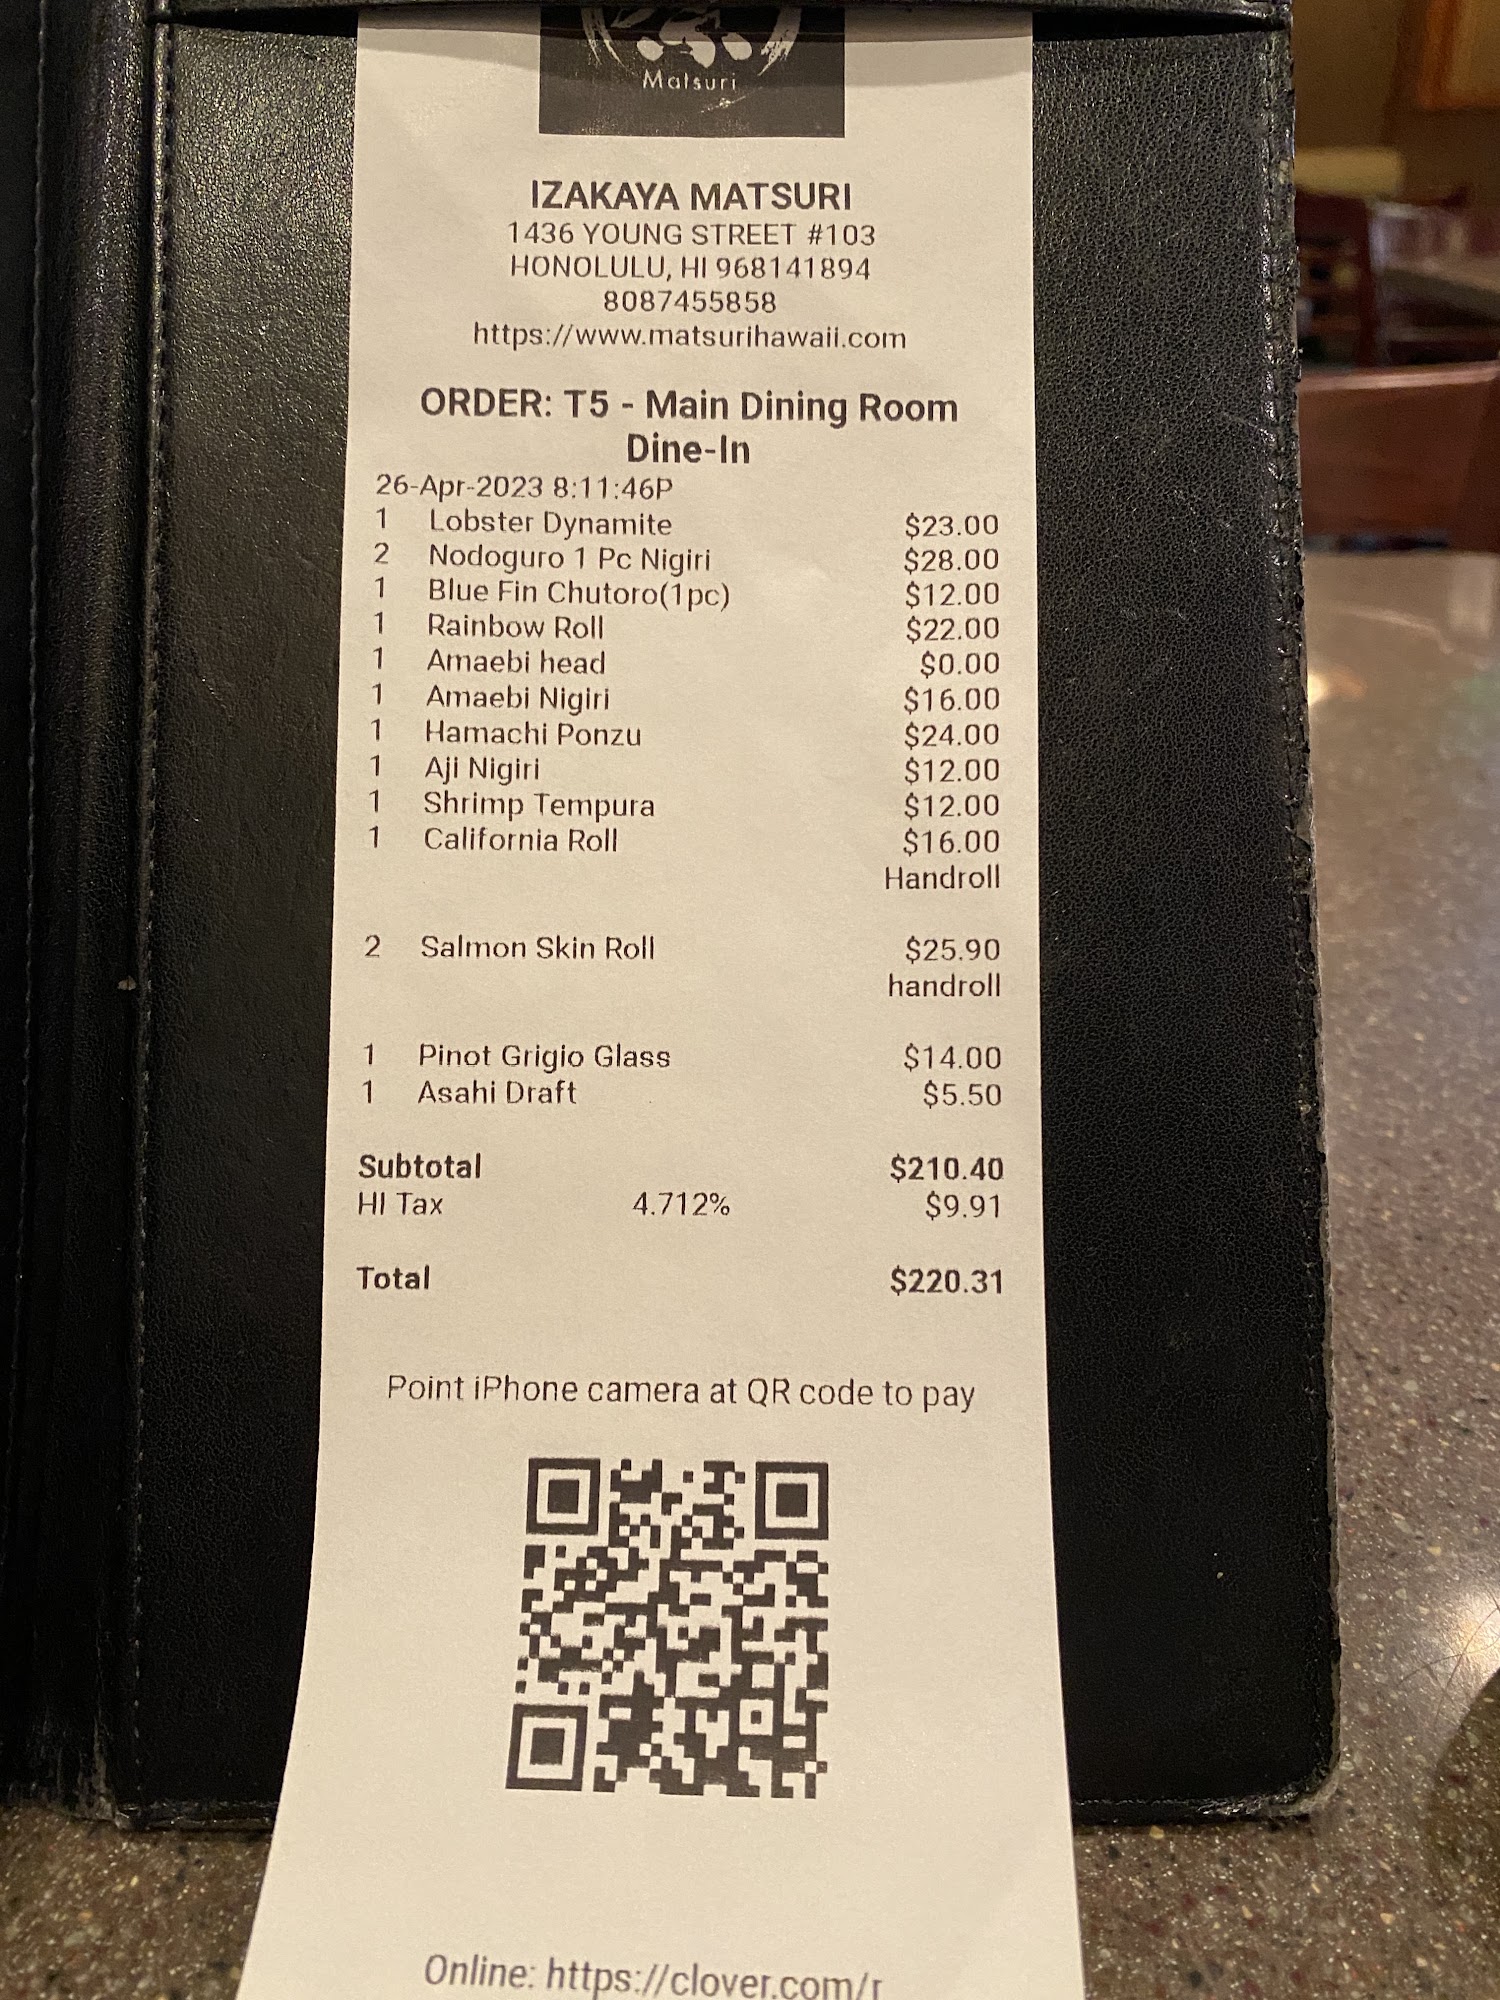 Matsuri
IZAKAYA MATSURI
1436 YOUNG STREET #103
HONOLULU, HI 968141894
8087455858
https://www.matsurihawaii.com
ORDER: T5 - Main Dining Room
Dine-In
26-Apr-2023 8:11:46P
1 Lobster Dynamite $23.00
2 Nodoguro 1 Pc Nigiri $28.00
1 Blue Fin Chutoro(1pc) $12.00
1 Rainbow Roll $22.00
1 Amaebi head $0.00
1 Amaebi Nigiri $16.00
1 Hamachi Ponzu $24.00
1 Aji Nigiri $12.00
1 Shrimp Tempura $12.00
1 California Roll $16.00
Handroll
2 Salmon Skin Roll $25.90
handroll
1 Pinot Grigio Glass $14.00
1 Asahi Draft $5.50
Subtotal $210.40
HI Tax 4.712% $9.91
Total $220.31
Point iPhone camera at QR code to pay
Online: https://clover.com/r